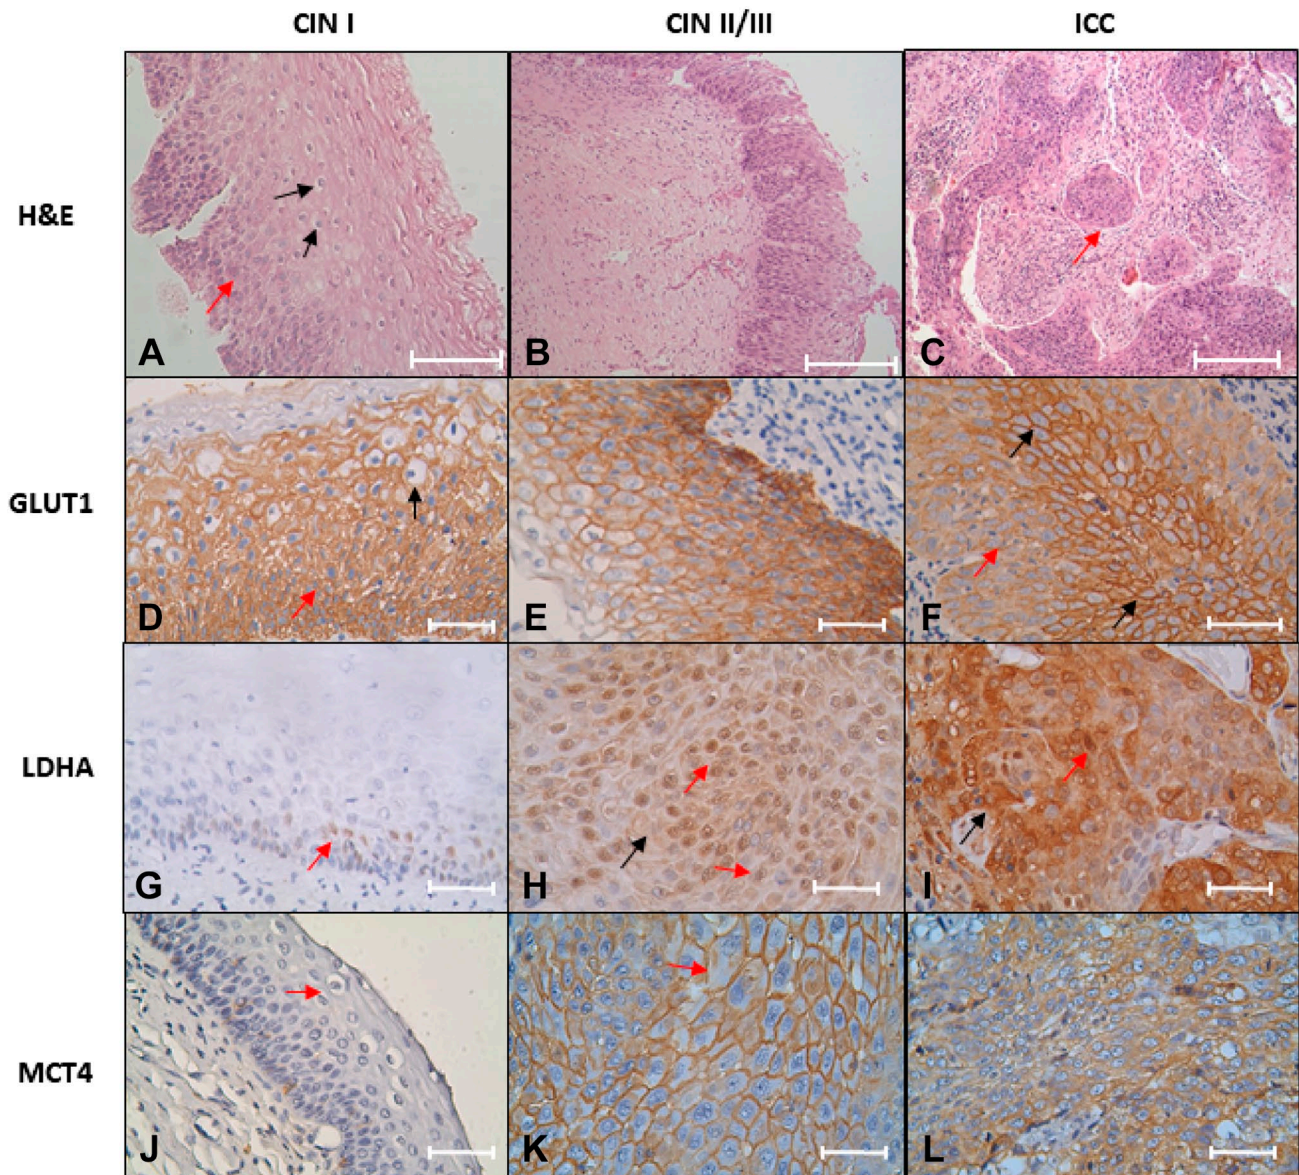 CIN I CIN II/III ICC
H&E
A B C
GLUT1
D E F
LDHA
G H I
MCT4
J K L